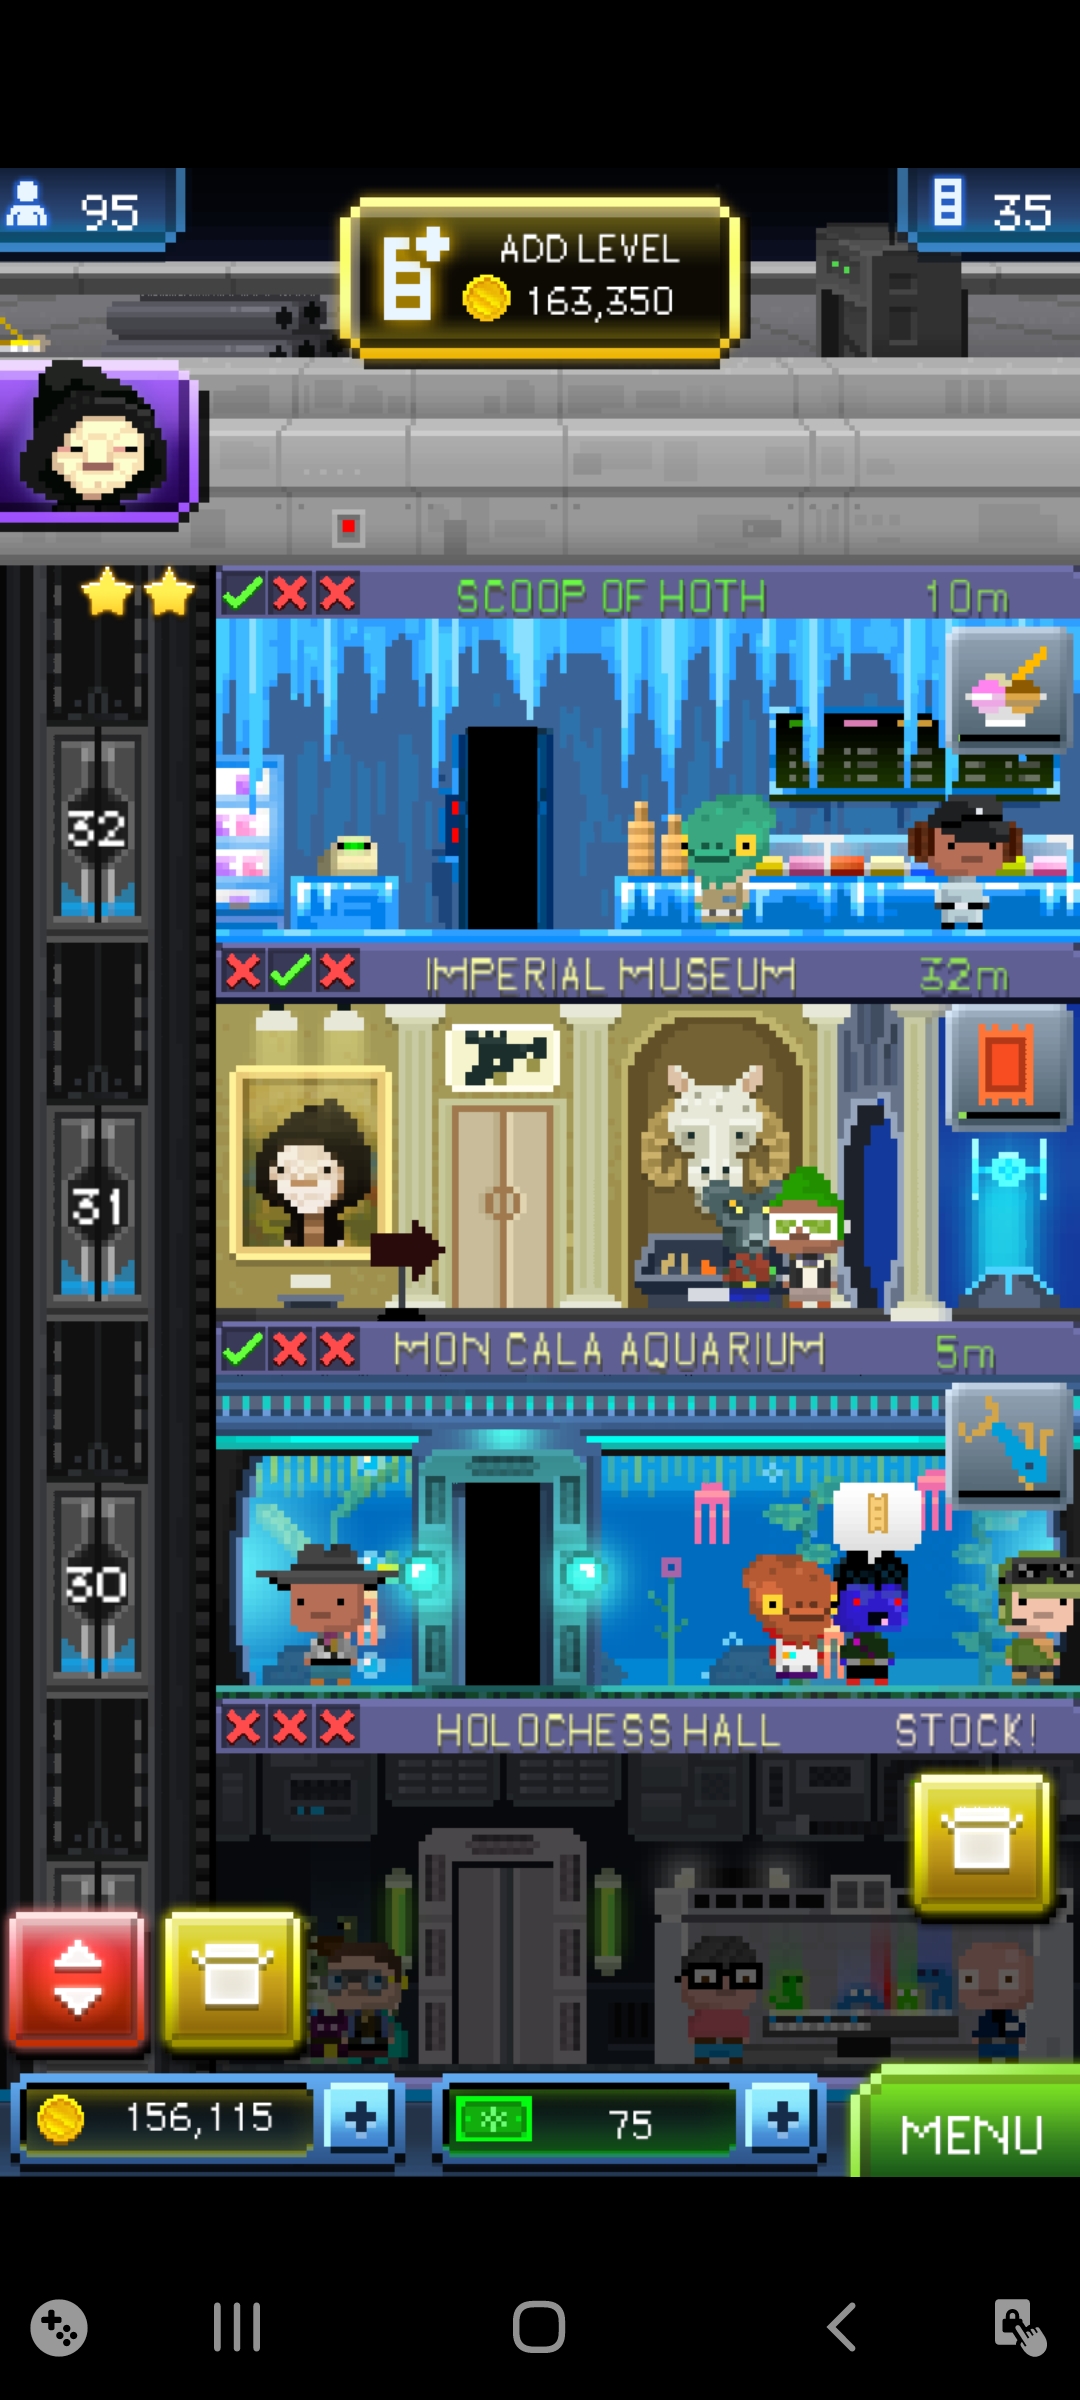 95
ADD LEVEL
163,350
35
SCOOP OF HOTH
10m
32
IMPERIAL MUSEUM
32m
31
MON CALA AQUARIUM
5m
30
HOLOCHESS HALL
STOCK!
156,115
75
MENU